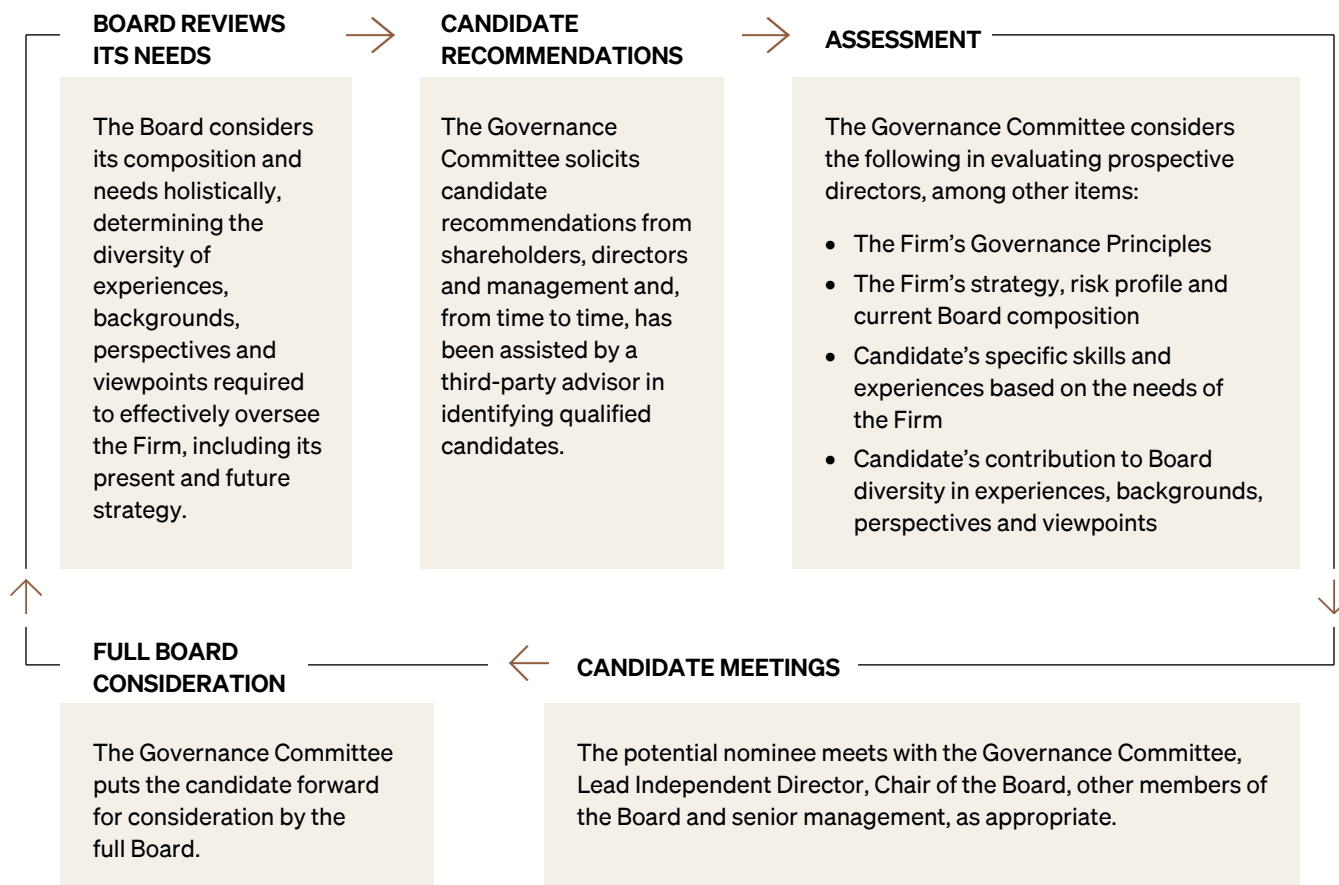 BOARD REVIEWS
ITS NEEDS
The Board considers
its composition and
needs holistically,
determining the
diversity of
experiences,
backgrounds,
perspectives and
viewpoints required
to effectively oversee
the Firm, including its
present and future
strategy.
CANDIDATE
RECOMMENDATIONS
The Governance
Committee solicits
candidate
recommendations from
shareholders, directors
and management and,
from time to time, has
been assisted by a
third-party advisor in
identifying qualified
candidates.
ASSESSMENT
The Governance Committee considers
the following in evaluating prospective
directors, among other items:
• The Firm’s Governance Principles
• The Firm’s strategy, risk profile and
current Board composition
• Candidate’s specific skills and
experiences based on the needs of
the Firm
• Candidate’s contribution to Board
diversity in experiences, backgrounds,
perspectives and viewpoints
CANDIDATE MEETINGS
The potential nominee meets with the Governance Committee,
Lead Independent Director, Chair of the Board, other members of
the Board and senior management, as appropriate.
FULL BOARD
CONSIDERATION
The Governance Committee
puts the candidate forward
for consideration by the
full Board.